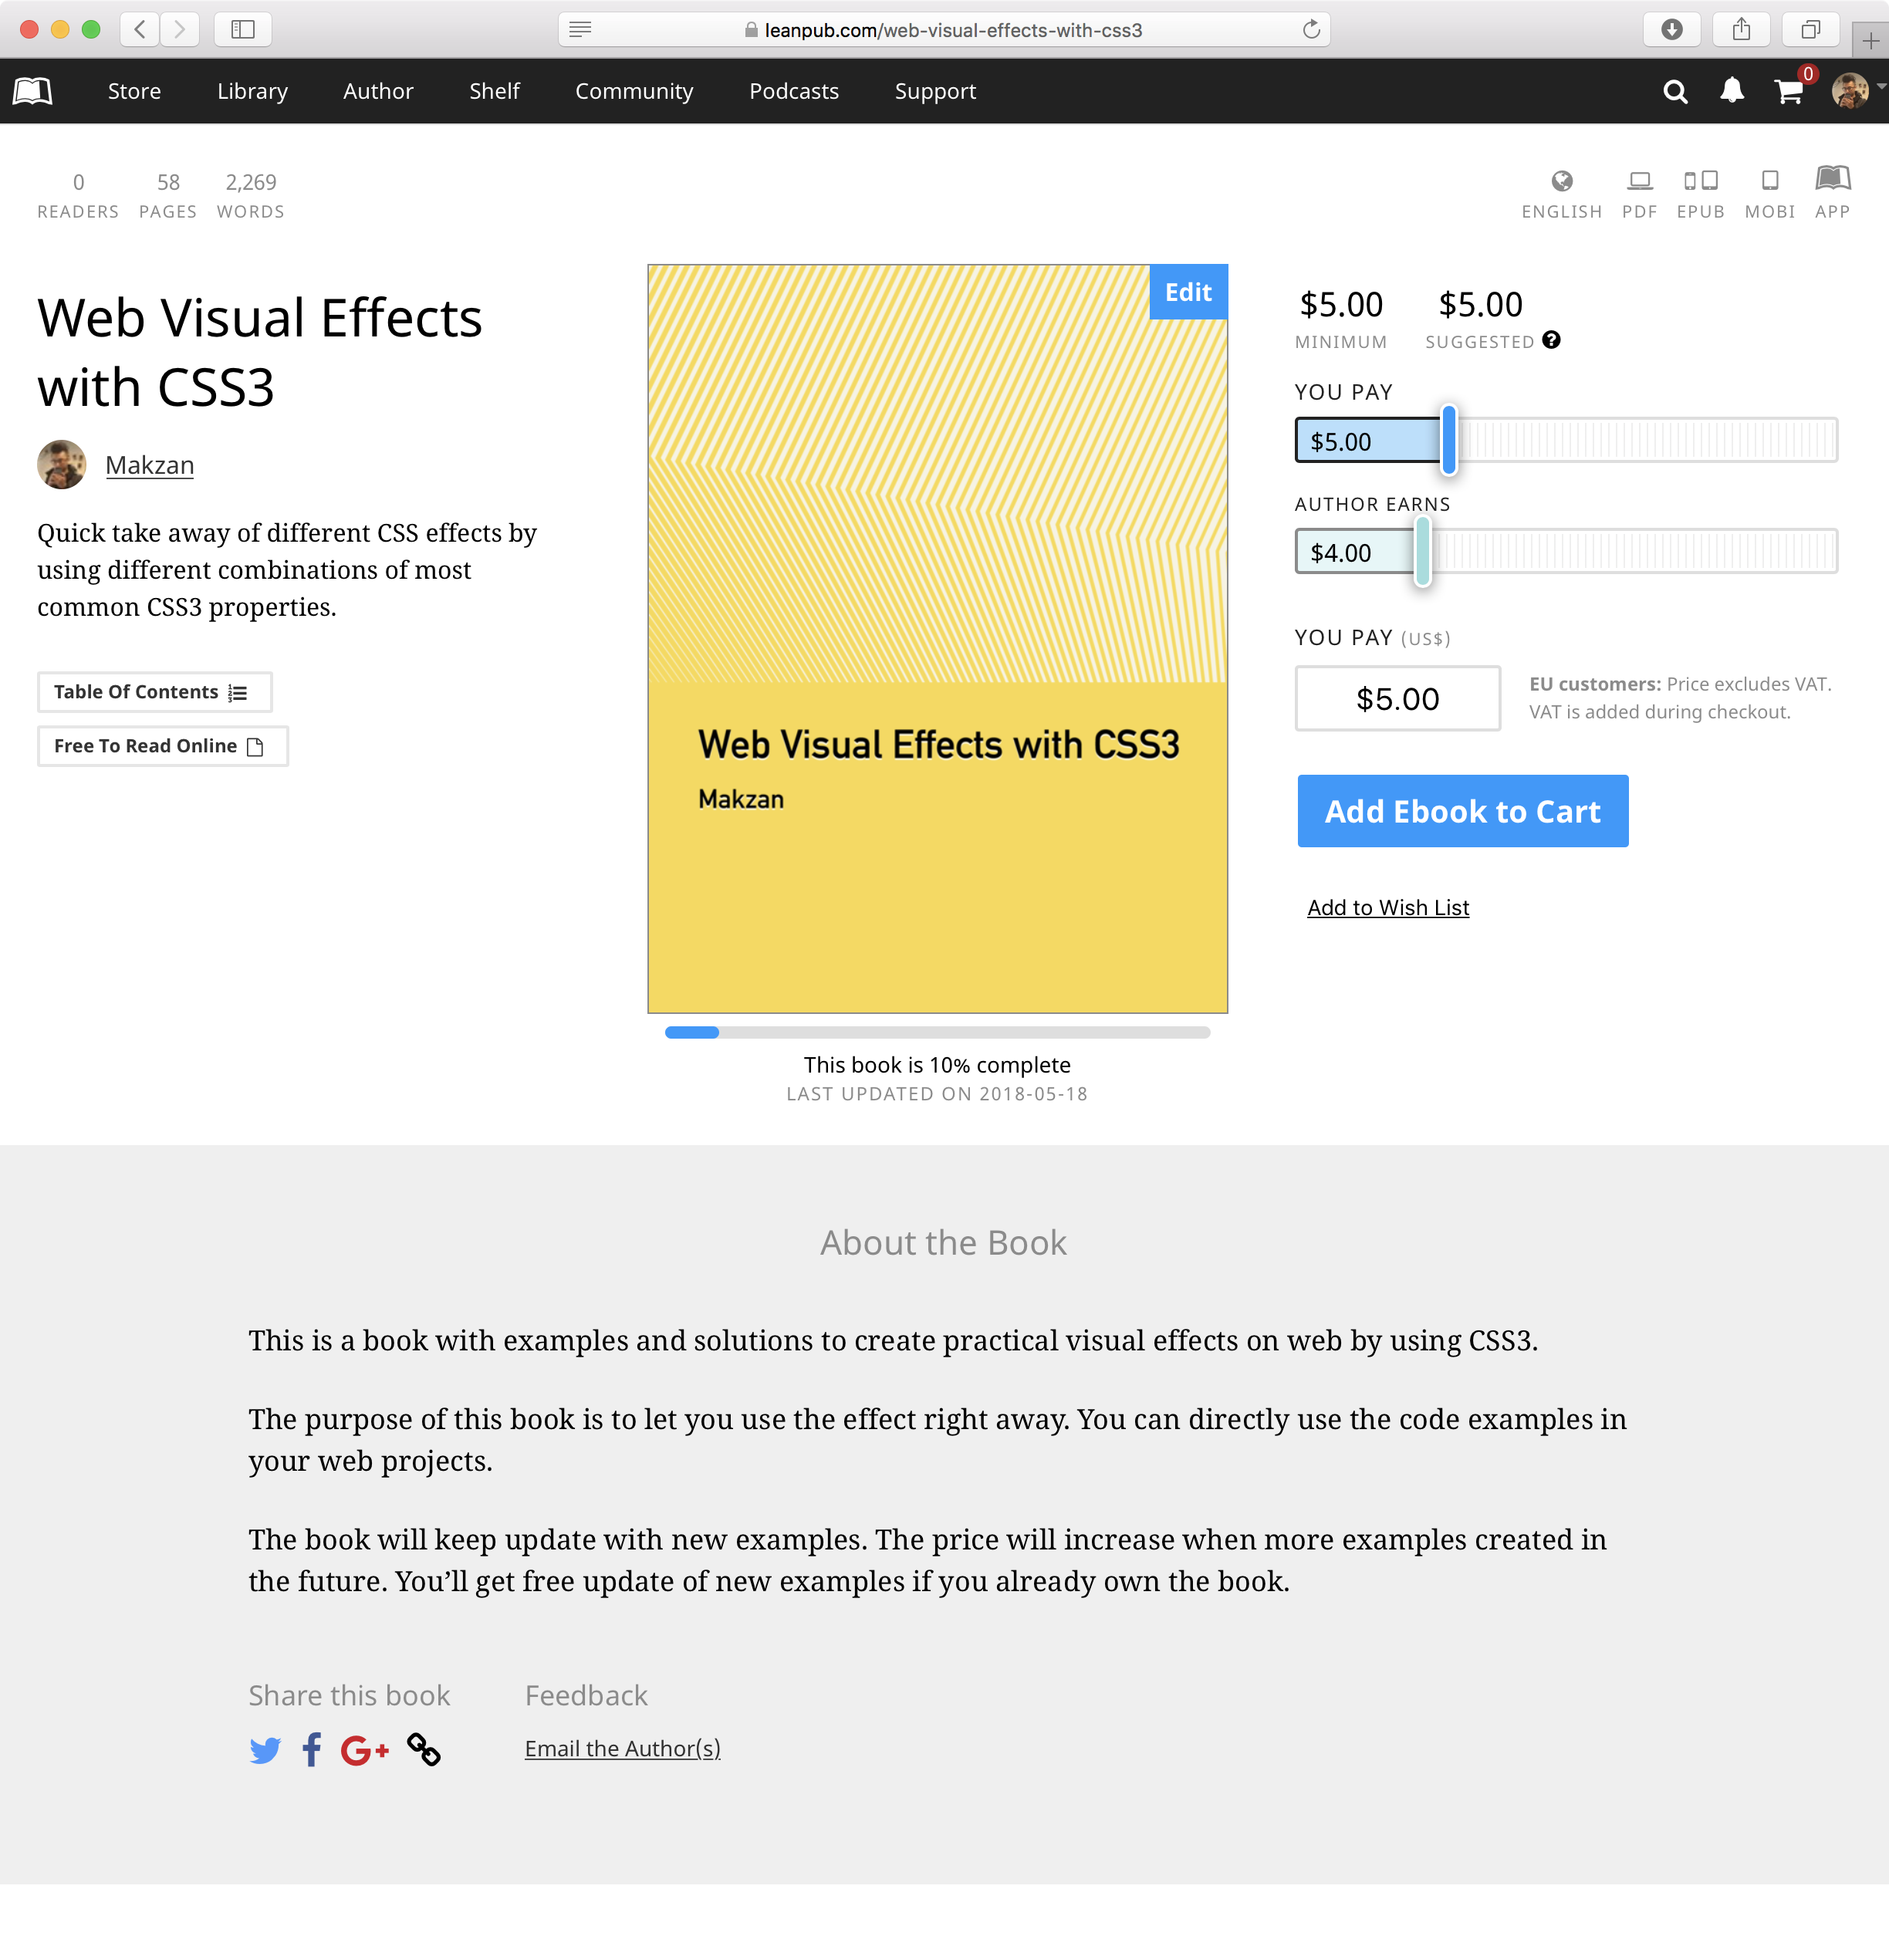 leanpub.com/web-visual-effects-with-css3
Store Library Author Shelf Community Podcasts Support
0
0 58 2,269
READERS PAGES WORDS
ENGLISH PDF EPUB MOBI APP
Web Visual Effects
with CSS3
Makzan
Quick take away of different CSS effects by
using different combinations of most
common CSS3 properties.
Table Of Contents
Free To Read Online
Edit
Web Visual Effects with CSS3
Makzan
This book is 10% complete
LAST UPDATED ON 2018-05-18
$5.00 $5.00
MINIMUM SUGGESTED ?
YOU PAY
$5.00
AUTHOR EARNS
$4.00
YOU PAY (US$)
$5.00
EU customers: Price excludes VAT.
VAT is added during checkout.
Add Ebook to Cart
Add to Wish List
About the Book
This is a book with examples and solutions to create practical visual effects on web by using CSS3.
The purpose of this book is to let you use the effect right away. You can directly use the code examples in
your web projects.
The book will keep update with new examples. The price will increase when more examples created in
the future. You’ll get free update of new examples if you already own the book.
Share this book
G+
Feedback
Email the Author(s)